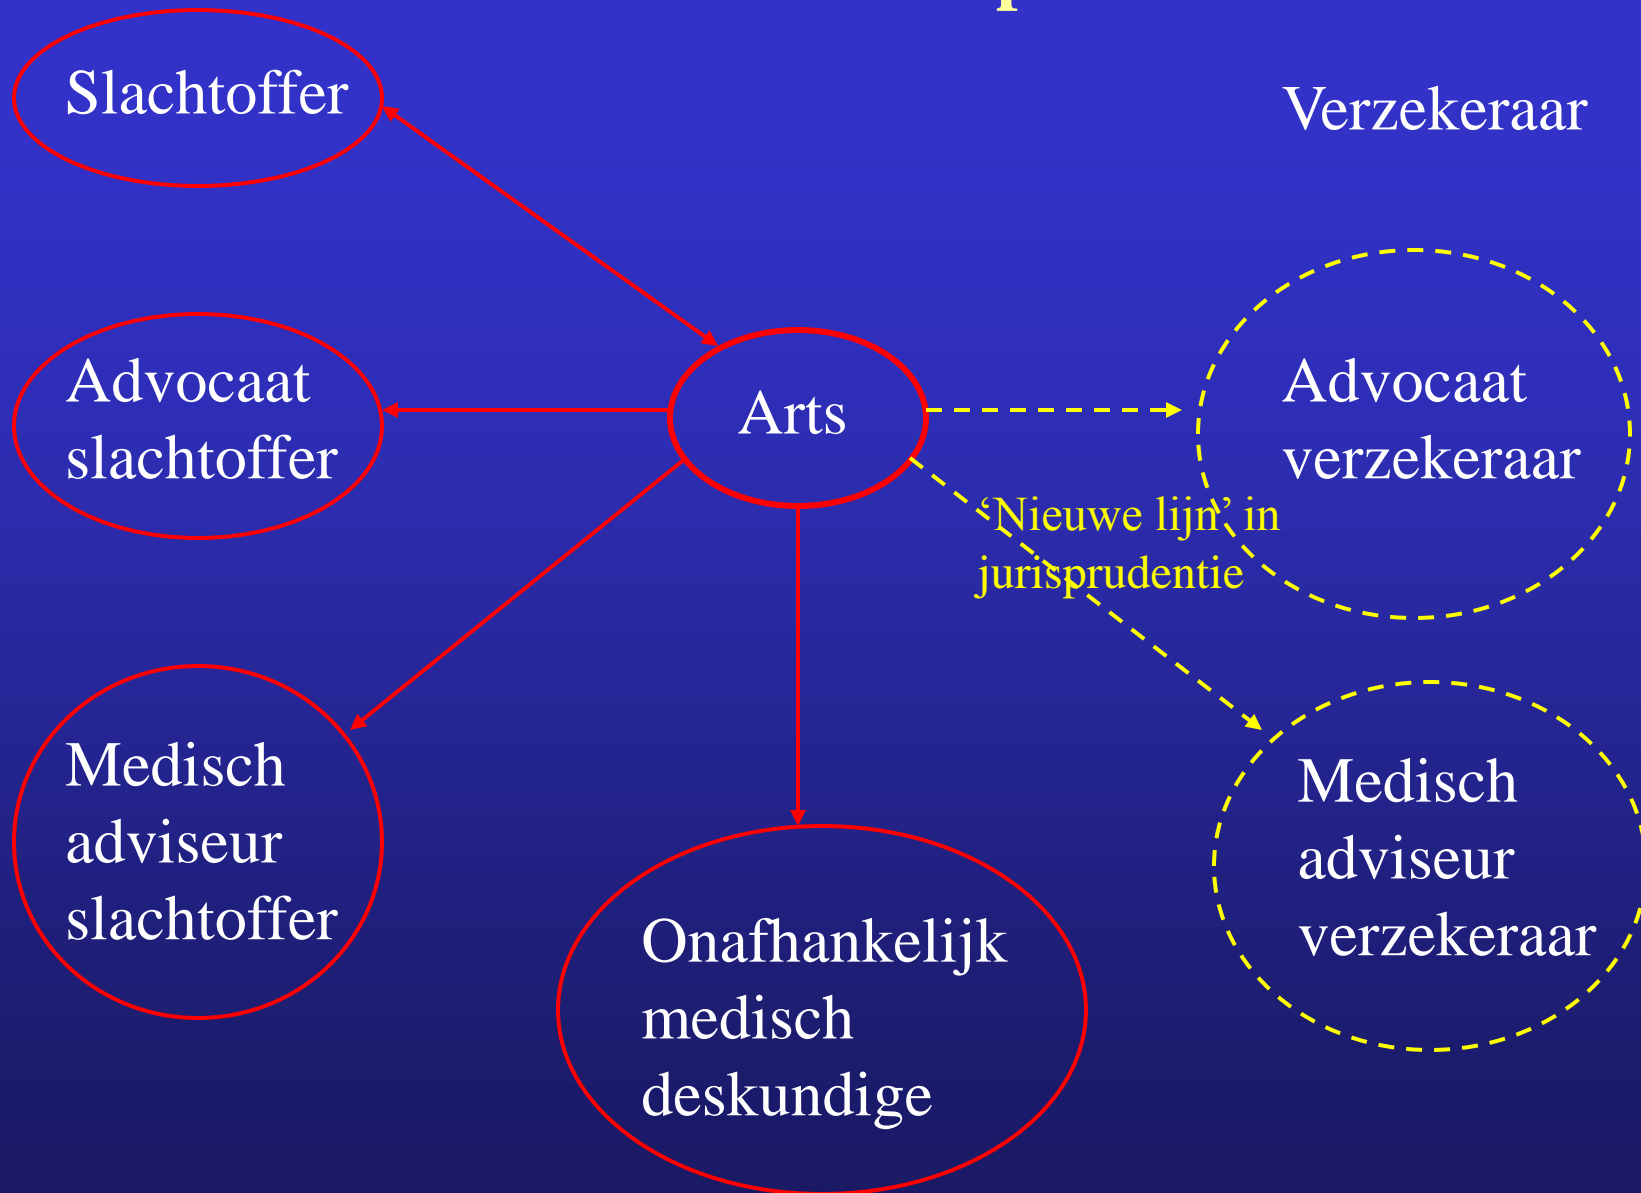 Slachtoffer
Verzekeraar
Advocaat
slachtoffer
Arts
Advocaat
verzekeraar
‘Nieuwe lijn’ in
jurisprudentie
Medisch
adviseur
slachtoffer
Onafhankelijk
medisch
deskundige
Medisch
adviseur
verzekeraar